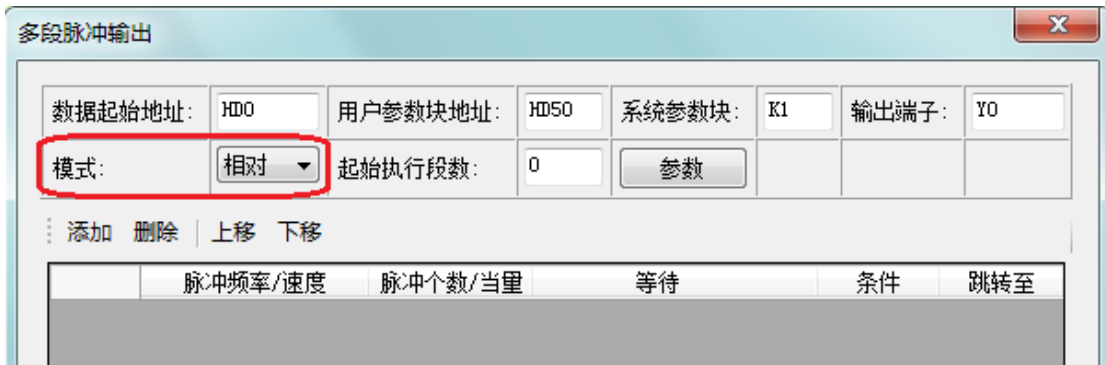 多段脉冲输出
数据起始地址: HD0 用户参数块地址: HD50 系统参数块: K1 输出端子: Y0
模式: 相对 起始执行段数: 0 参数
添加 删除 上移 下移
脉冲频率/速度 脉冲个数/当量 等待 条件 跳转至